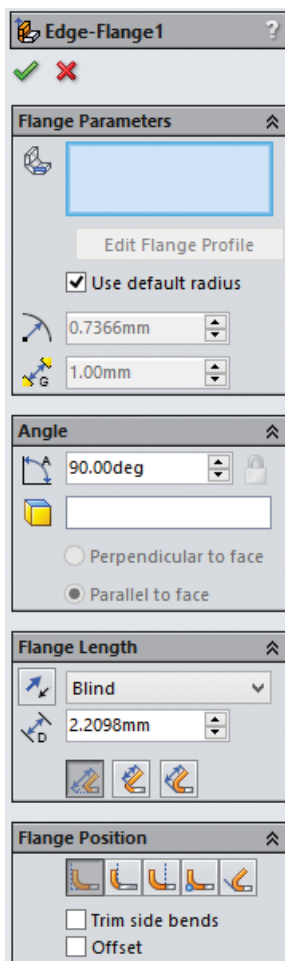 Edge-Flange1 ?
Flange Parameters
Edit Flange Profile
Use default radius
0.7366mm
G 1.00mm
Angle
A 90.00deg
Perpendicular to face
Parallel to face
Flange Length
Blind
D 2.2098mm
Flange Position
Trim side bends
Offset